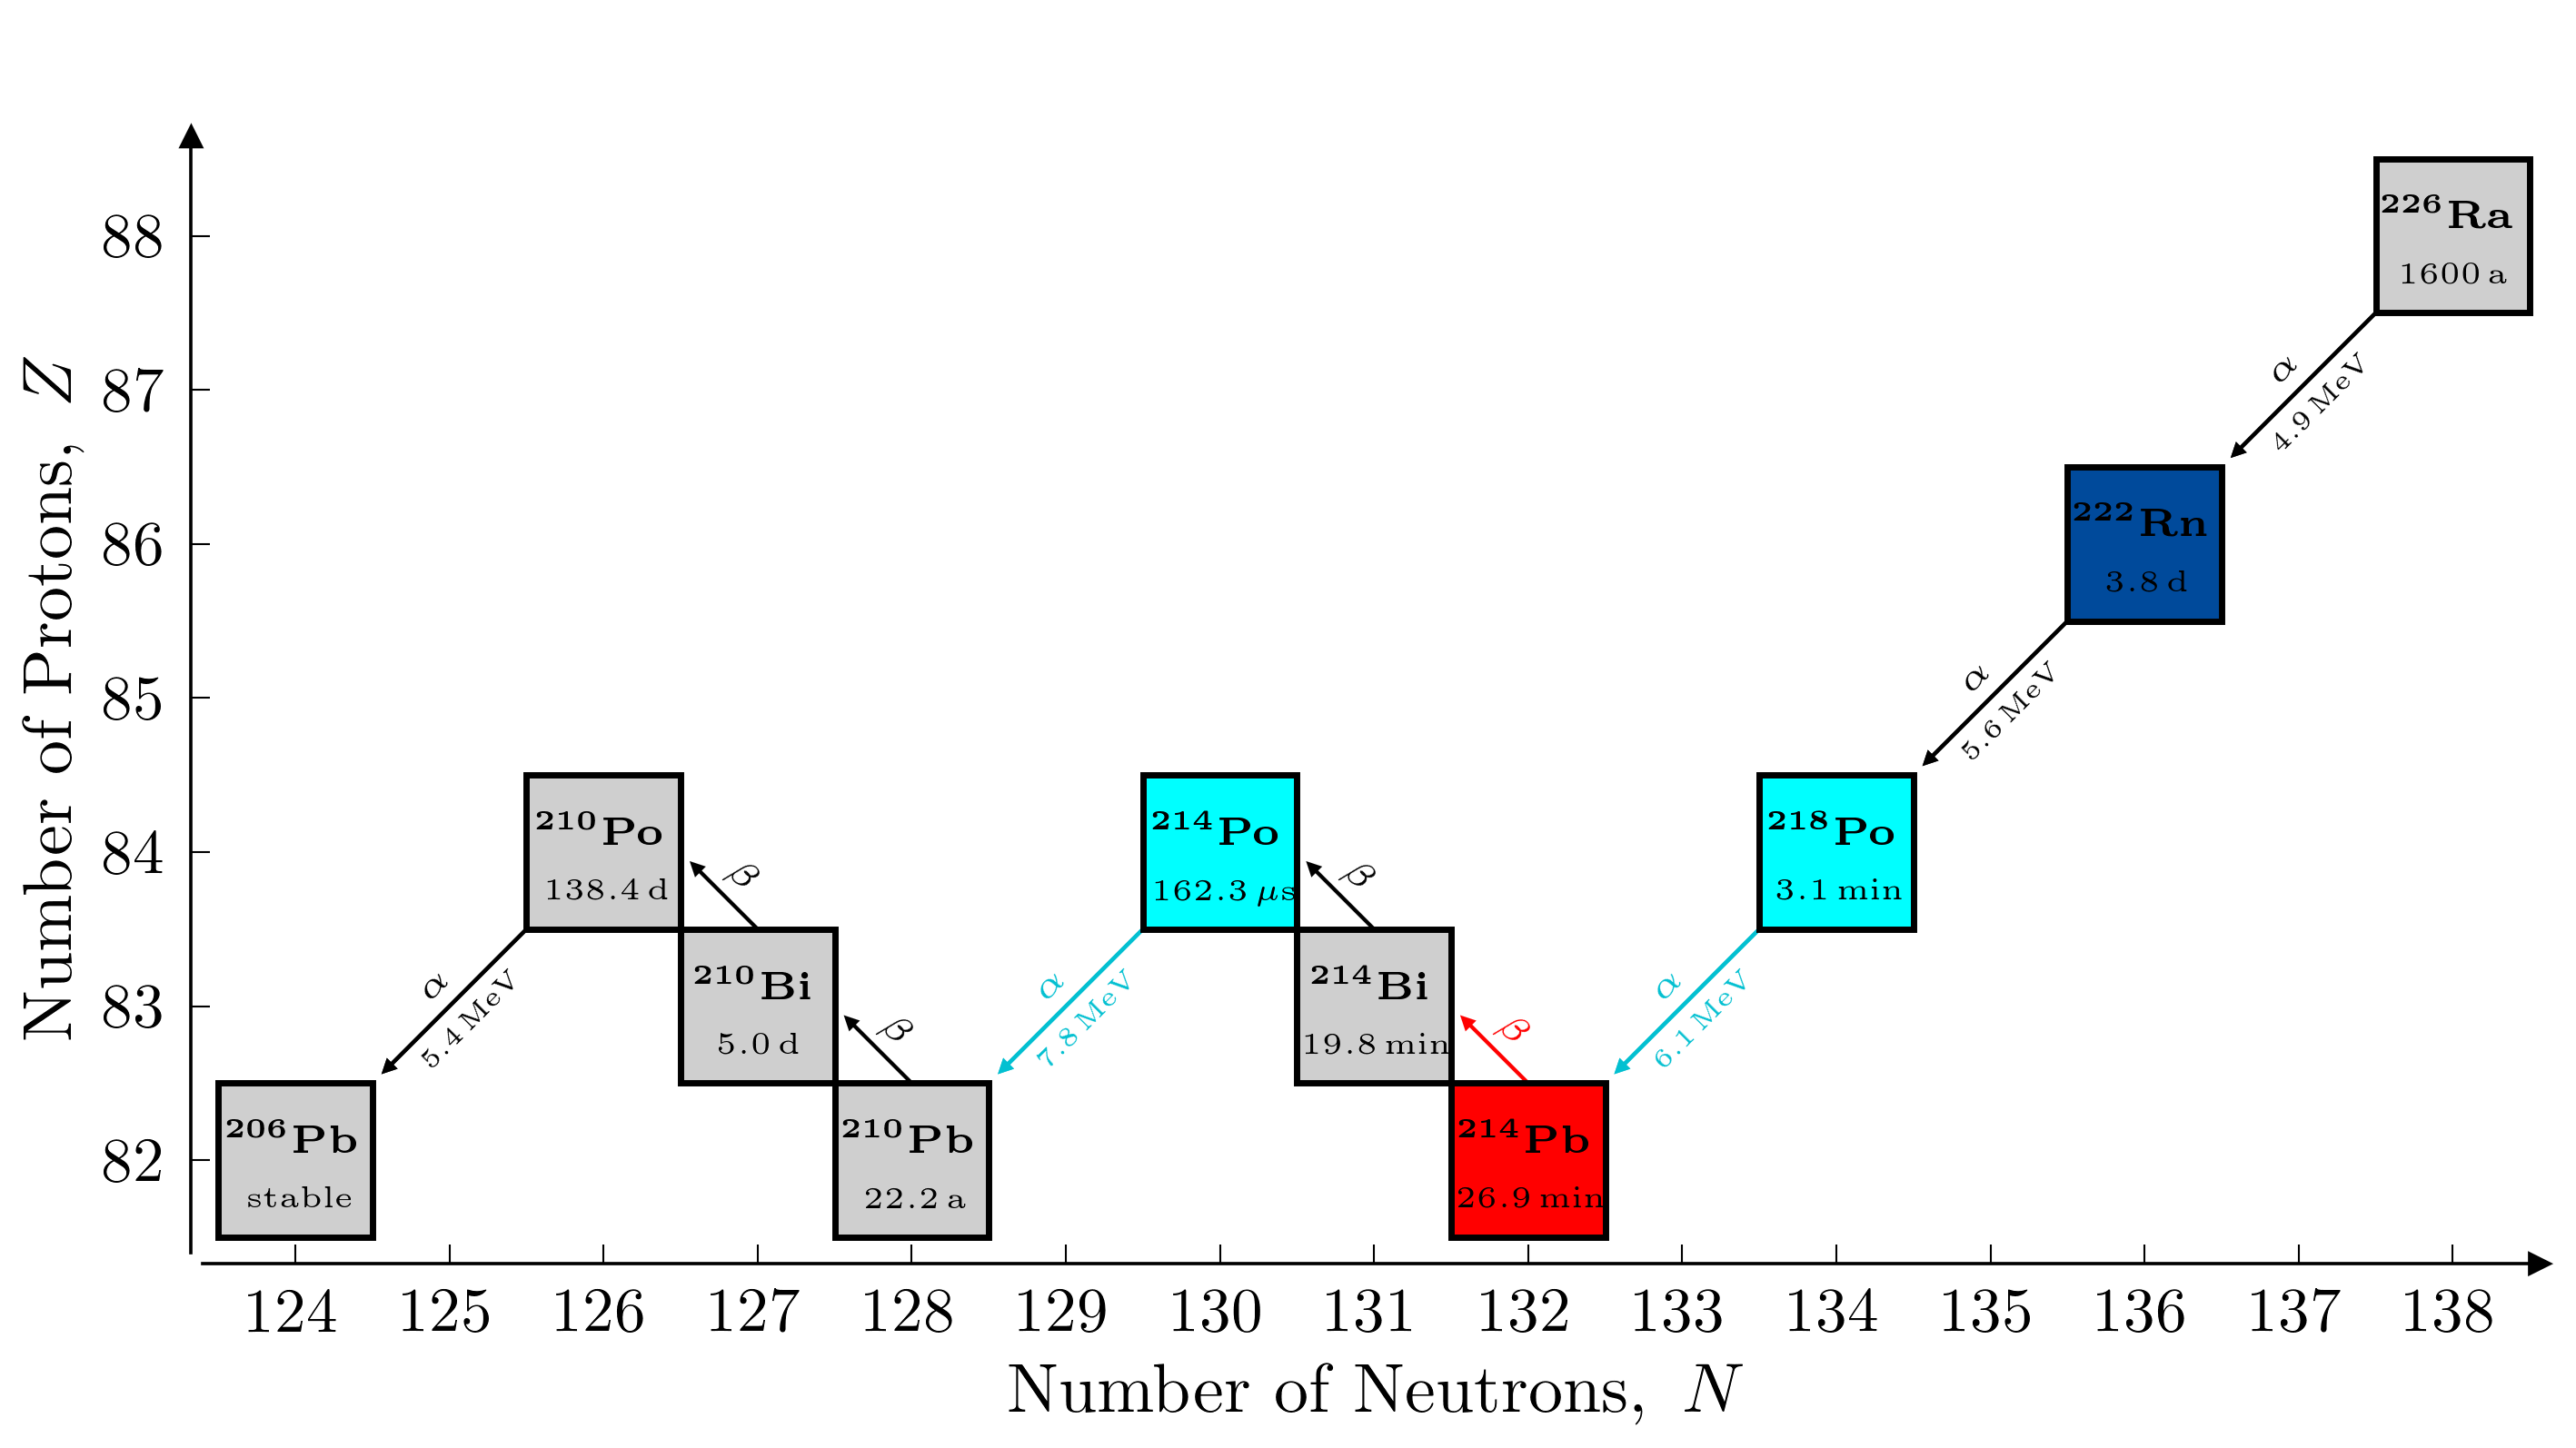 Number of Protons, Z
88
87
86
85
84
83
82
²²⁶Ra
1600 a
α
4.9 MeV
²²²Rn
3.8 d
α
5.6 MeV
²¹⁰Po
138.4 d
β
²¹⁴Po
162.3 µs
β
²¹⁸Po
3.1 min
α
5.4 MeV
²¹⁰Bi
5.0 d
β
α
7.8 MeV
²¹⁴Bi
19.8 min
β
α
6.1 MeV
²⁰⁶Pb
stable
²¹⁰Pb
22.2 a
²¹⁴Pb
26.9 min
124 125 126 127 128 129 130 131 132 133 134 135 136 137 138
Number of Neutrons, N